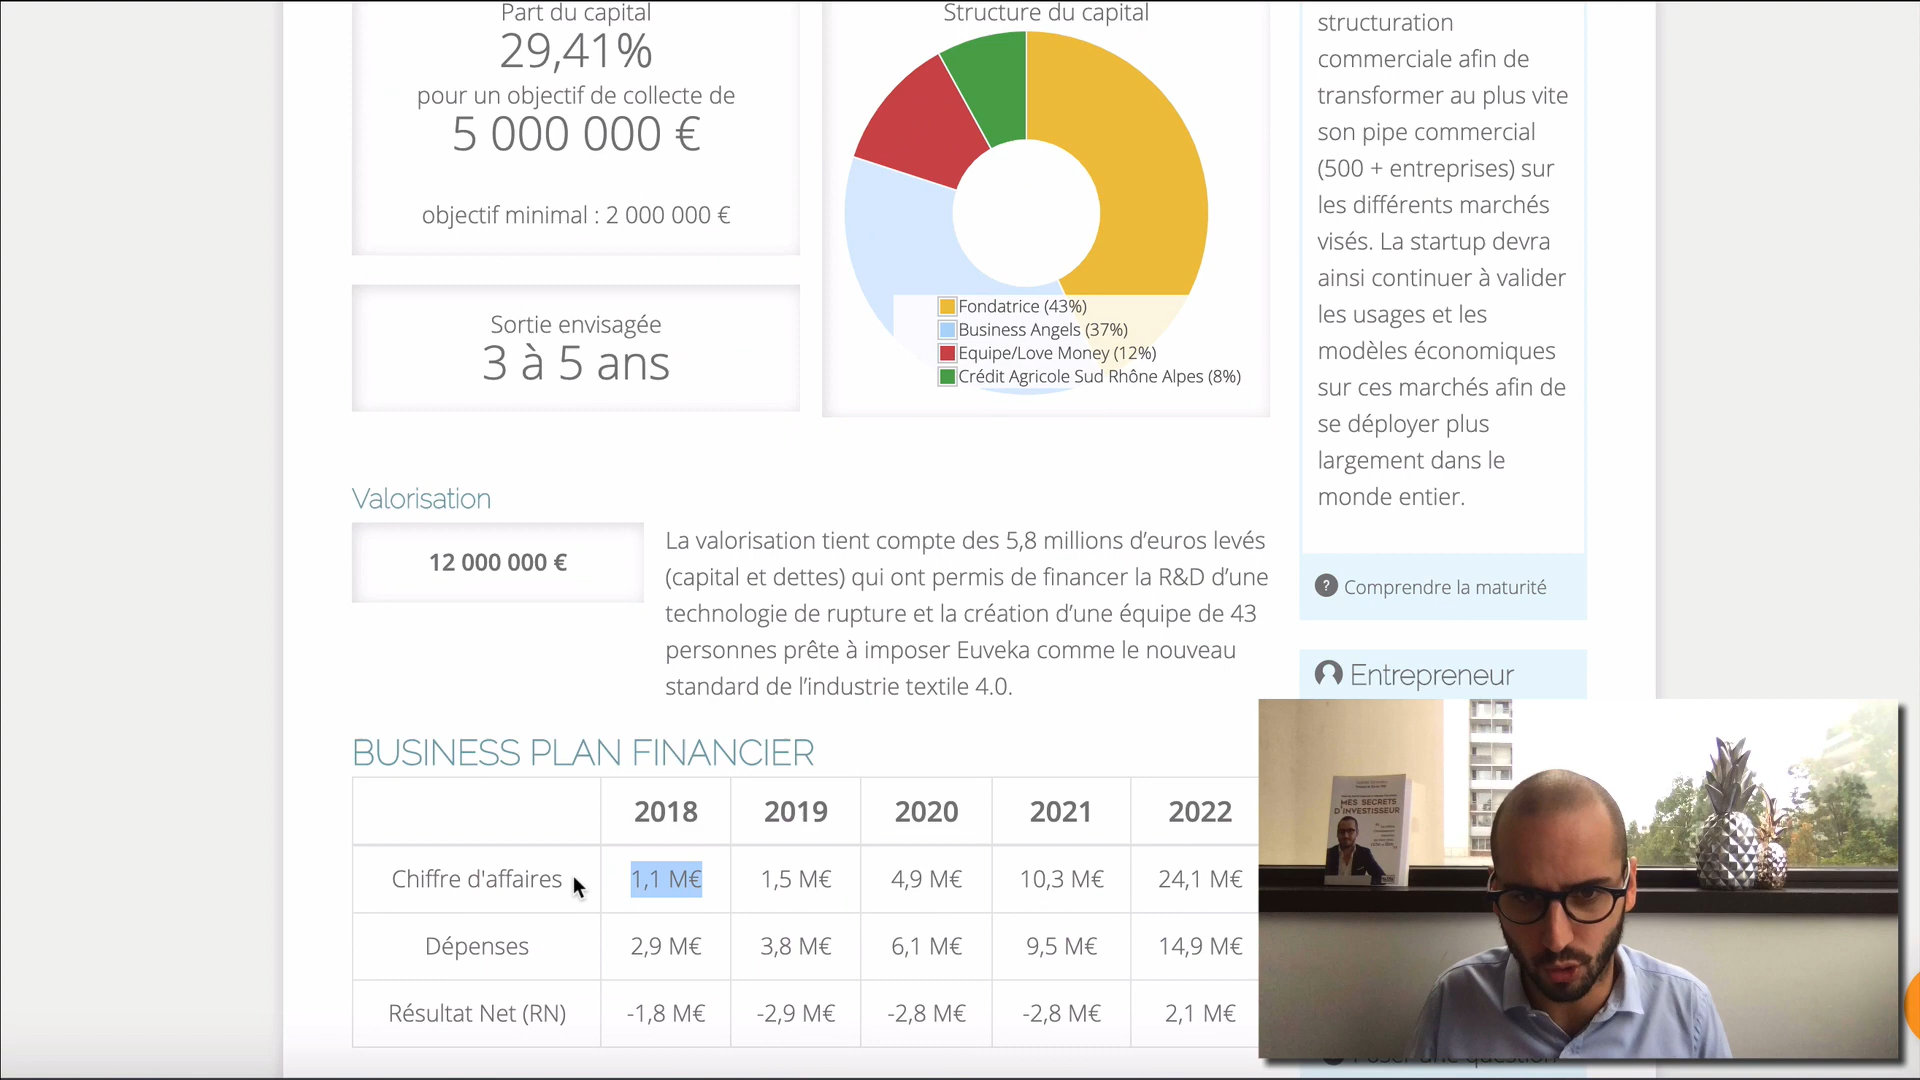 Part du capital
29,41%
pour un objectif de collecte de
5 000 000 €
objectif minimal : 2 000 000 €
Sortie envisagée
3 à 5 ans
Structure du capital
Fondatrice (43%)
Business Angels (37%)
Equipe/Love Money (12%)
Crédit Agricole Sud Rhône Alpes (8%)
Valorisation
12 000 000 €
La valorisation tient compte des 5,8 millions d’euros levés
(capital et dettes) qui ont permis de financer la R&D d’une
technologie de rupture et la création d’une équipe de 43
personnes prête à imposer Euveka comme le nouveau
standard de l’industrie textile 4.0.
BUSINESS PLAN FINANCIER
2018 2019 2020 2021 2022
Chiffre d'affaires 1,1 M€ 1,5 M€ 4,9 M€ 10,3 M€ 24,1 M€
Dépenses 2,9 M€ 3,8 M€ 6,1 M€ 9,5 M€ 14,9 M€
Résultat Net (RN) -1,8 M€ -2,9 M€ -2,8 M€ -2,8 M€ 2,1 M€
structuration
commerciale afin de
transformer au plus vite
son pipe commercial
(500 + entreprises) sur
les différents marchés
visés. La startup devra
ainsi continuer à valider
les usages et les
modèles économiques
sur ces marchés afin de
se déployer plus
largement dans le
monde entier.
? Comprendre la maturité
Entrepreneur
MES SECRETS
D'INVESTISSEUR
Poser une question